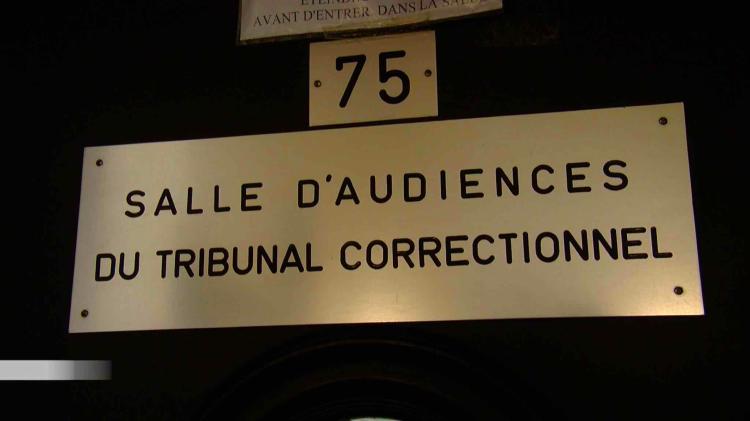 AVANT D'ENTRER DANS LA SALLE
75
SALLE D'AUDIENCES
DU TRIBUNAL CORRECTIONNEL